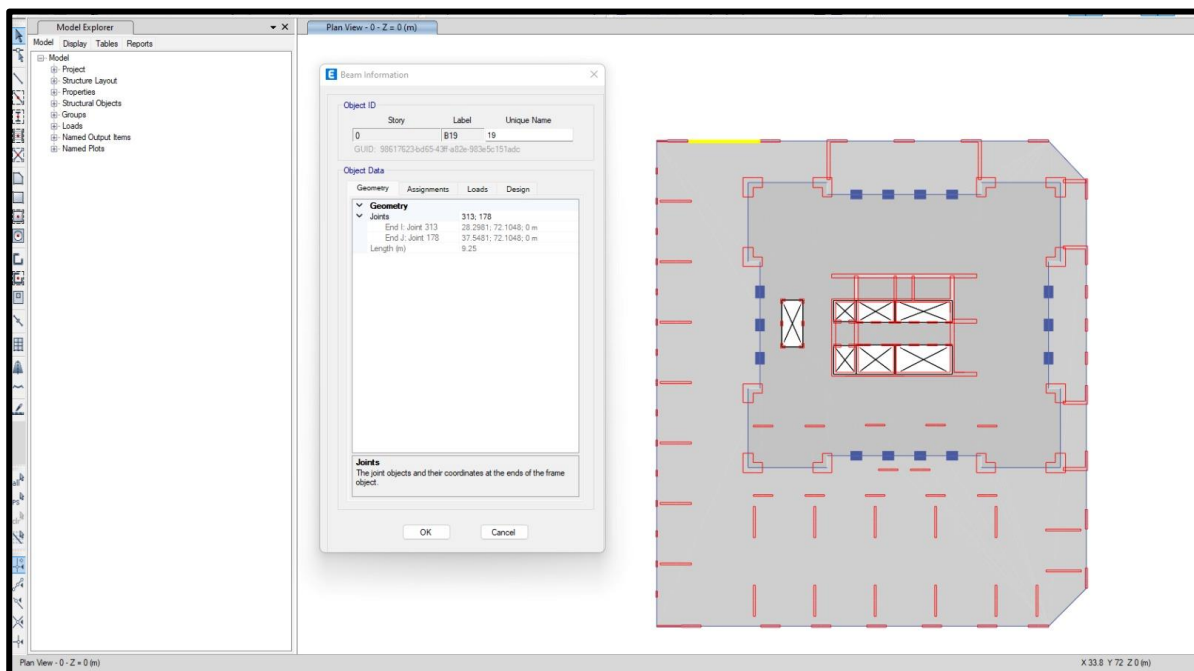 Model Explorer
Plan View - 0 - Z = 0 (m)
Model Display Tables Reports
Model
Project
Structure Layout
Properties
Structural Objects
Groups
Loads
Named Output Items
Named Plots
Beam Information
Object ID
Story Label Unique Name
0 B19 19
GUID: 98617623-bd65-43ff-a82e-983e5c151adc
Object Data
Geometry Assignments Loads Design
Geometry
Joints 313; 178
End I: Joint 313 28.2981; 72.1048; 0 m
End J: Joint 178 37.5481; 72.1048; 0 m
Length (m) 9.25
Joints
The joint objects and their coordinates at the ends of the frame
object.
OK Cancel
all
Plan View - 0 - Z = 0 (m) X 33.8 Y 72 Z 0 (m)